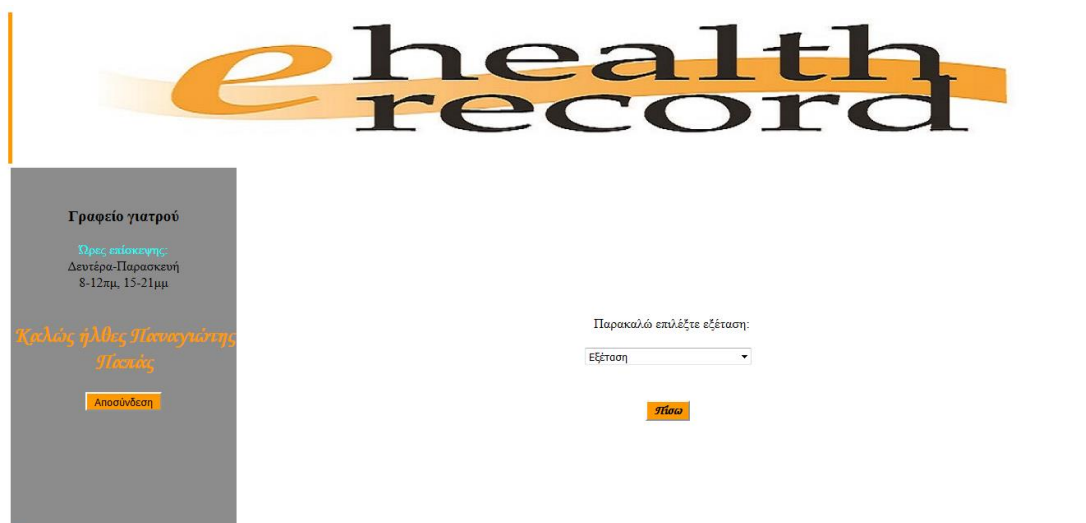 ehealth
record
Γραφείο γιατρού
Ώρες επίσκεψης:
Δευτέρα-Παρασκευή
8-12πμ, 15-21μμ
Καλώς ήλθες Παναγιώτης
Παπάς
Αποσύνδεση
Παρακαλώ επιλέξτε εξέταση:
Εξέταση
Πίσω